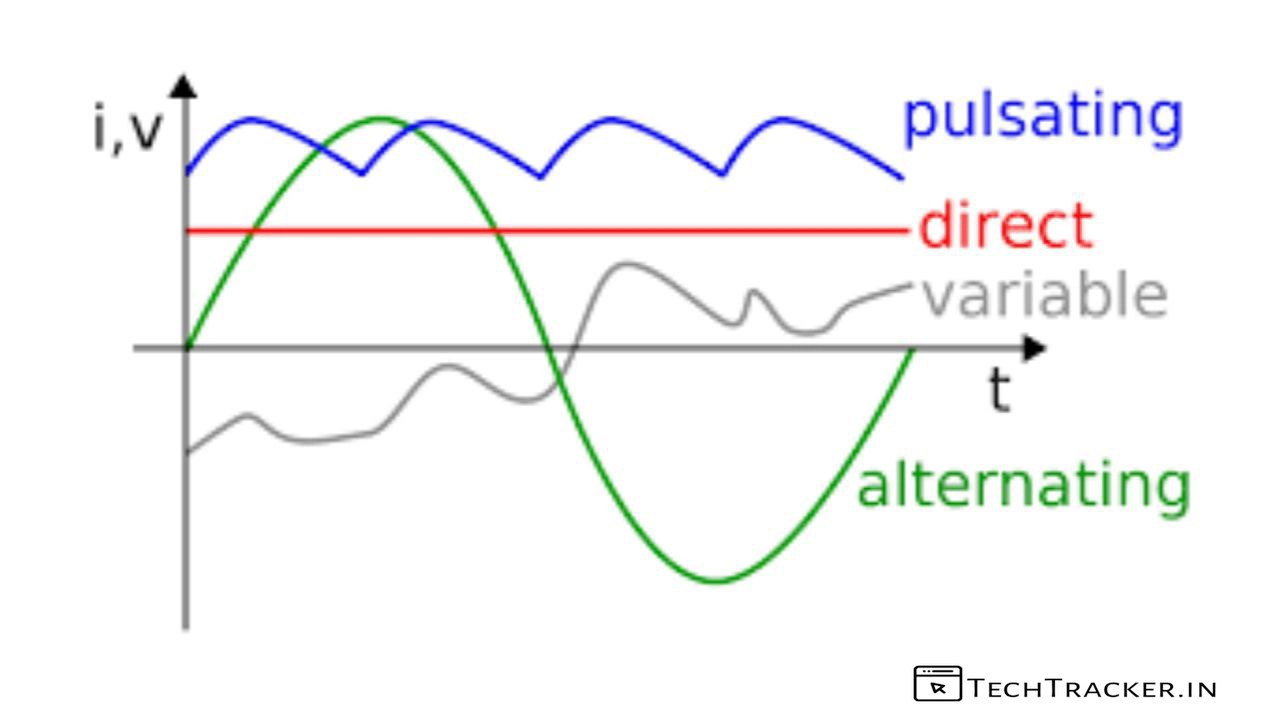 i,v
pulsating
direct
variable
t
alternating
TECHTRACKER.IN